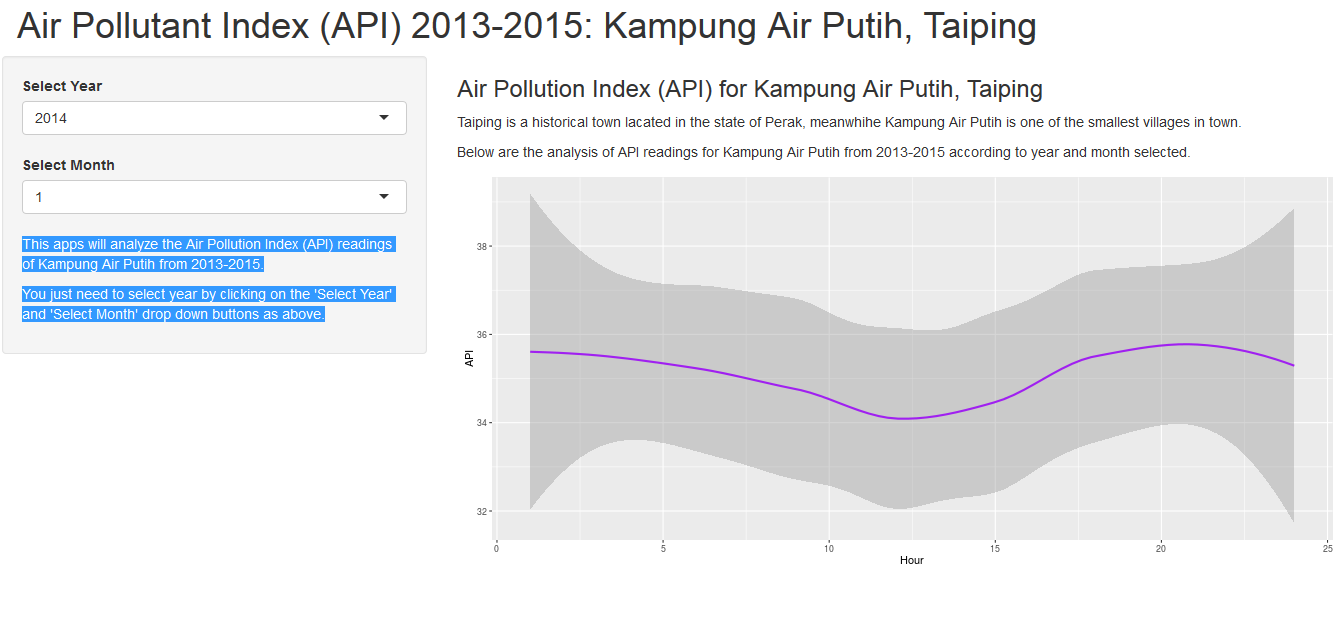 Air Pollutant Index (API) 2013-2015: Kampung Air Putih, Taiping
Select Year
2014
Select Month
1
This apps will analyze the Air Pollution Index (API) readings
of Kampung Air Putih from 2013-2015.
You just need to select year by clicking on the 'Select Year'
and 'Select Month' drop down buttons as above.
Air Pollution Index (API) for Kampung Air Putih, Taiping
Taiping is a historical town lacated in the state of Perak, meanwhihe Kampung Air Putih is one of the smallest villages in town.
Below are the analysis of API readings for Kampung Air Putih from 2013-2015 according to year and month selected.
38
36
API
34
32
0 5 10 15 20 25
Hour